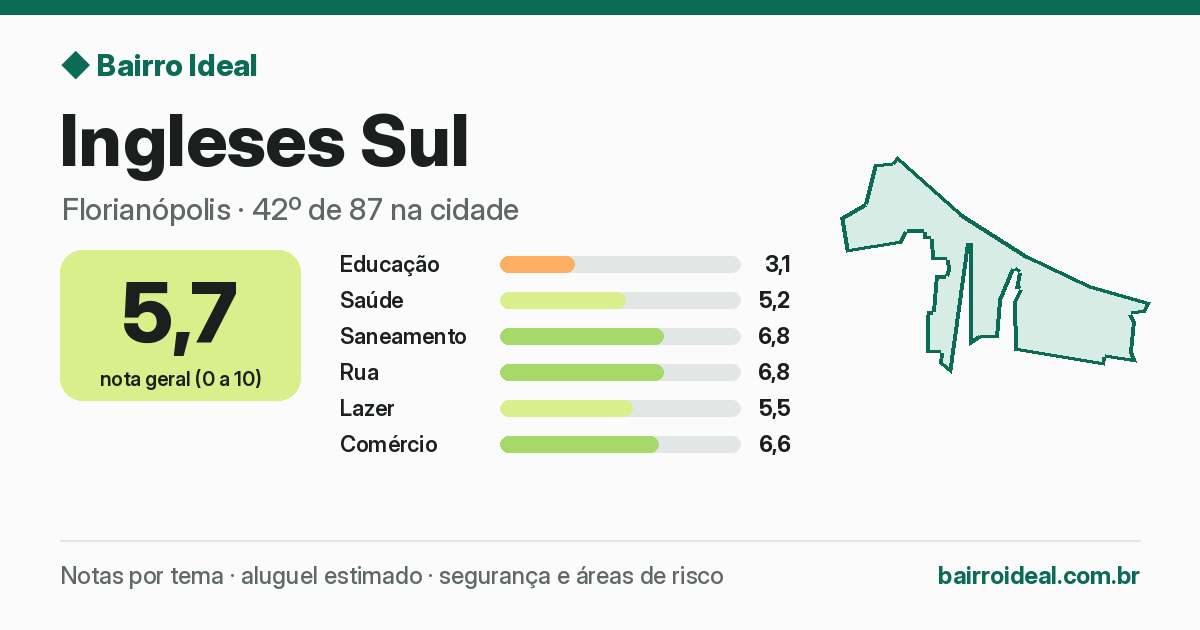 Bairro Ideal
Ingleses Sul
Florianópolis · 42º de 87 na cidade
5,7
nota geral (0 a 10)
Educação 3,1
Saúde 5,2
Saneamento 6,8
Rua 6,8
Lazer 5,5
Comércio 6,6
Notas por tema · aluguel estimado · segurança e áreas de risco
bairroideal.com.br